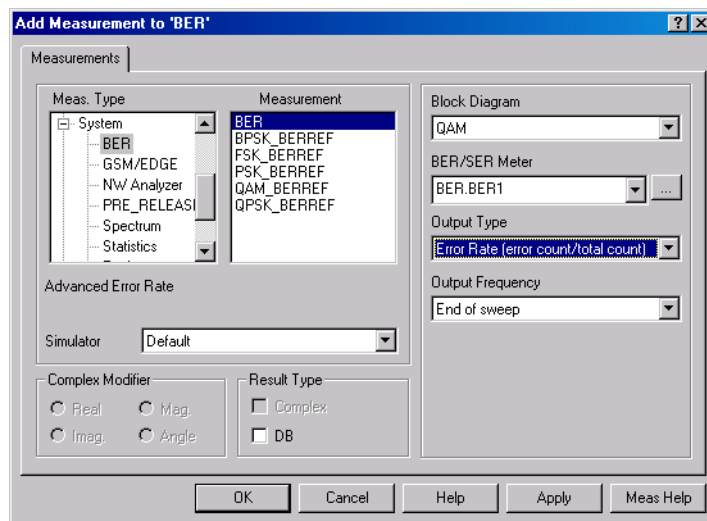 Add Measurement to 'BER'
Measurements
Meas. Type
System
BER
GSM/EDGE
NW Analyzer
PRE_RELEASI
Spectrum
Statistics
Measurement
BER
BPSK_BERREF
FSK_BERREF
PSK_BERREF
QAM_BERREF
QPSK_BERREF
Advanced Error Rate
Simulator
Default
Complex Modifier
Real
Mag.
Imag.
Angle
Result Type
Complex
DB
Block Diagram
QAM
BER/SER Meter
BER.BER1
...
Output Type
Error Rate (error count/total count)
Output Frequency
End of sweep
OK
Cancel
Help
Apply
Meas Help